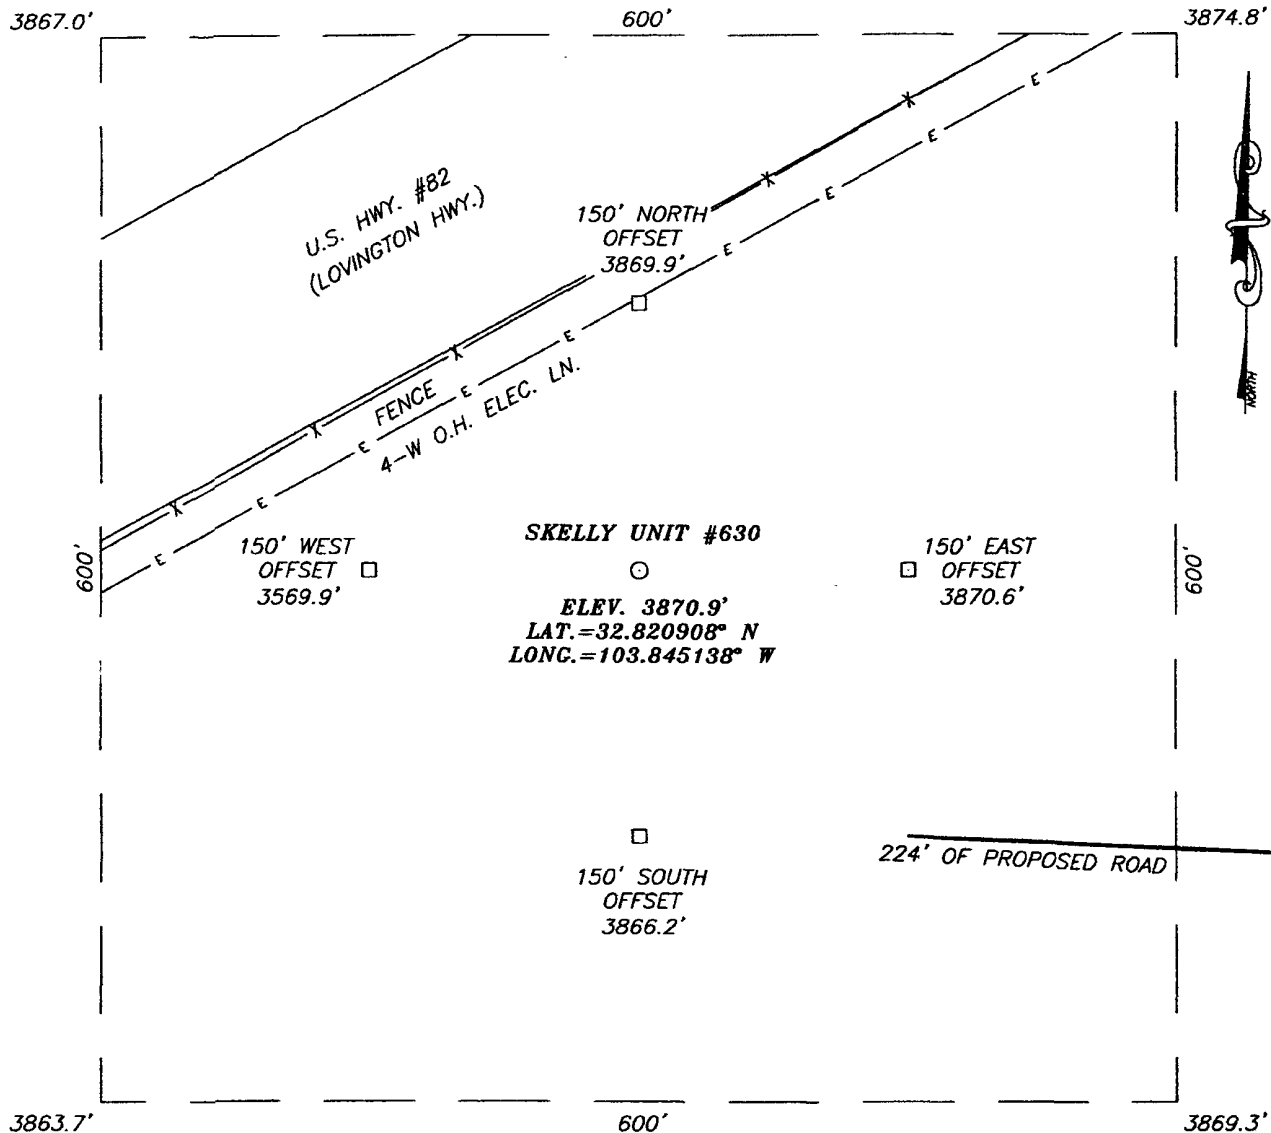 3867.0'
600'
3874.8'
U.S. HWY. #82
(LOVINGTON HWY.)
150' NORTH
OFFSET
3869.9'
NORTH
FENCE
4-W O.H. ELEC. LN.
X
X
X
X
X
E
E
E
E
E
E
E
E
E
600'
150' WEST
OFFSET
3569.9'
SKELLY UNIT #630
ELEV. 3870.9'
LAT.=32.820908° N
LONG.=103.845138° W
150' EAST
OFFSET
3870.6'
600'
150' SOUTH
OFFSET
3866.2'
224' OF PROPOSED ROAD
3863.7'
600'
3869.3'